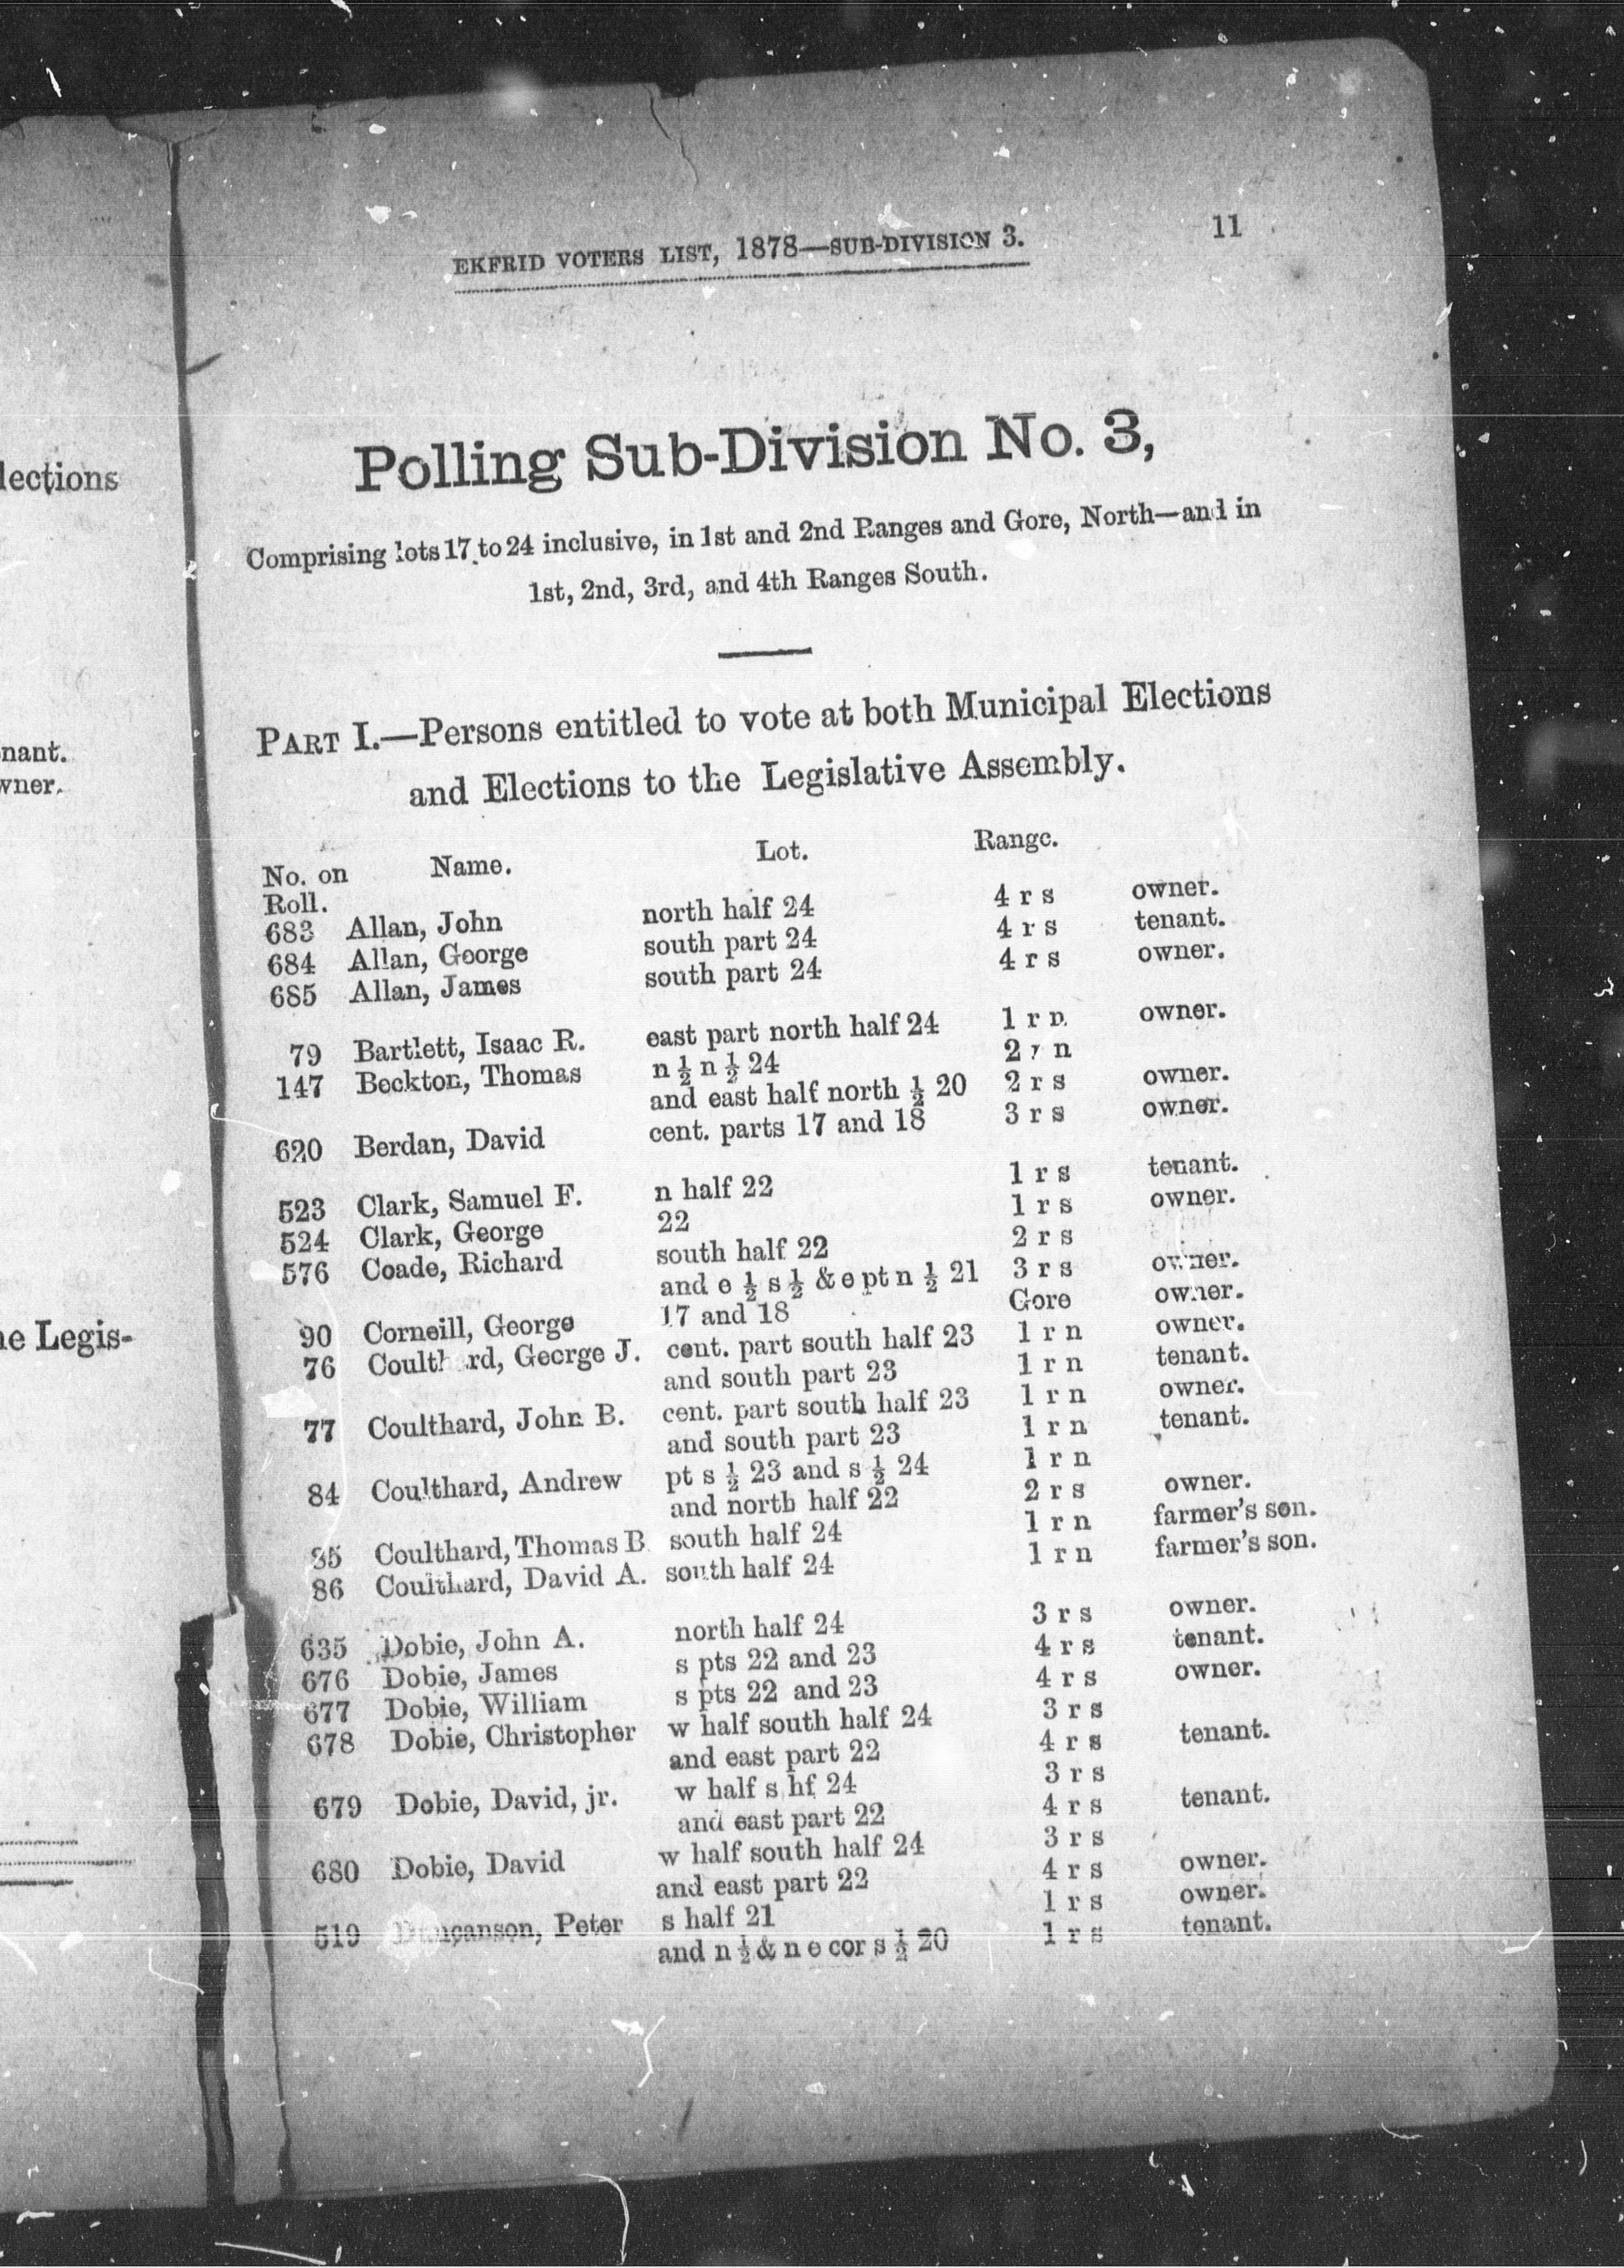 lections
nant.
wner.
ne Legis-
EKFRID VOTERS LIST, 1878—SUB-DIVISION 3.
11
Polling Sub-Division No. 3,
Comprising lots 17 to 24 inclusive, in 1st and 2nd Ranges and Gore, North—and in
1st, 2nd, 3rd, and 4th Ranges South.
PART I.—Persons entitled to vote at both Municipal Elections
and Elections to the Legislative Assembly.
No. on Name. Lot. Range.
Roll.
683 Allan, John north half 24 4 r s owner.
684 Allan, George south part 24 4 r s tenant.
685 Allan, James south part 24 4 r s owner.
79 Bartlett, Isaac R. east part north half 24 1 r n owner.
147 Beckton, Thomas n ½ n ½ 24 2 r n
and east half north ½ 20 2 r s owner.
620 Berdan, David cent. parts 17 and 18 3 r s owner.
523 Clark, Samuel F. n half 22 1 r s tenant.
524 Clark, George 22 1 r s owner.
576 Coade, Richard south half 22 2 r s
and e ½ s ½ & e pt n ½ 21 3 r s owner.
90 Corneill, George 17 and 18 Gore owner.
76 Coulthard, George J. cent. part south half 23 1 r n owner.
and south part 23 1 r n tenant.
77 Coulthard, John B. cent. part south half 23 1 r n owner.
and south part 23 1 r n tenant.
84 Coulthard, Andrew pt s ½ 23 and s ½ 24 1 r n
and north half 22 2 r s owner.
85 Coulthard, Thomas B. south half 24 1 r n farmer's son.
86 Coulthard, David A. south half 24 1 r n farmer's son.
635 Dobie, John A. north half 24 3 r s owner.
676 Dobie, James s pts 22 and 23 4 r s tenant.
677 Dobie, William s pts 22 and 23 4 r s owner.
678 Dobie, Christopher w half south half 24 3 r s
and east part 22 4 r s tenant.
679 Dobie, David, jr. w half s hf 24 3 r s
and east part 22 4 r s tenant.
680 Dobie, David w half south half 24 3 r s
and east part 22 4 r s owner.
519 Duncanson, Peter s half 21 1 r s owner.
and n ½ & n e cor s ½ 20 1 r s tenant.